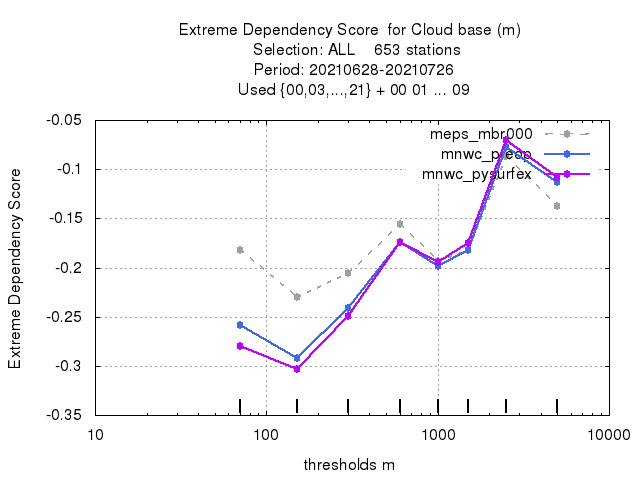 Extreme Dependency Score  for Cloud base (m)
Selection: ALL    653 stations
Period: 20210628-20210726
Used {00,03,...,21} + 00 01 ... 09
meps_mbr000
mnwc_preop
mnwc_pysurfex
Extreme Dependency Score
-0.05
-0.1
-0.15
-0.2
-0.25
-0.3
-0.35
10 100 1000 10000
thresholds m